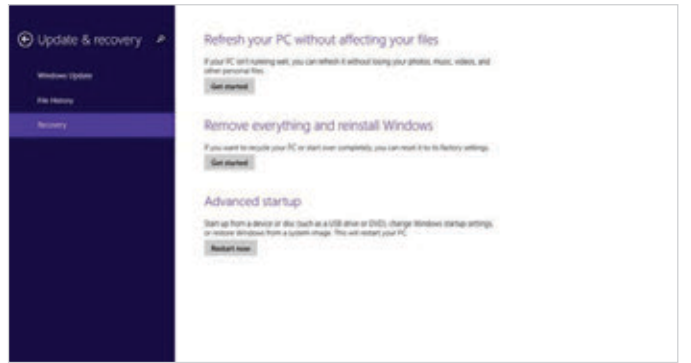 Update & recovery
Windows Update
File History
Recovery
Refresh your PC without affecting your files
If your PC isn't running well, you can refresh it without losing your photos, music, videos, and
other personal files.
Get started
Remove everything and reinstall Windows
If you want to recycle your PC or start over completely, you can reset it to its factory settings.
Get started
Advanced startup
Start up from a device or disc (such as a USB drive or DVD), change Windows startup settings,
or restore Windows from a system image. This will restart your PC.
Restart now